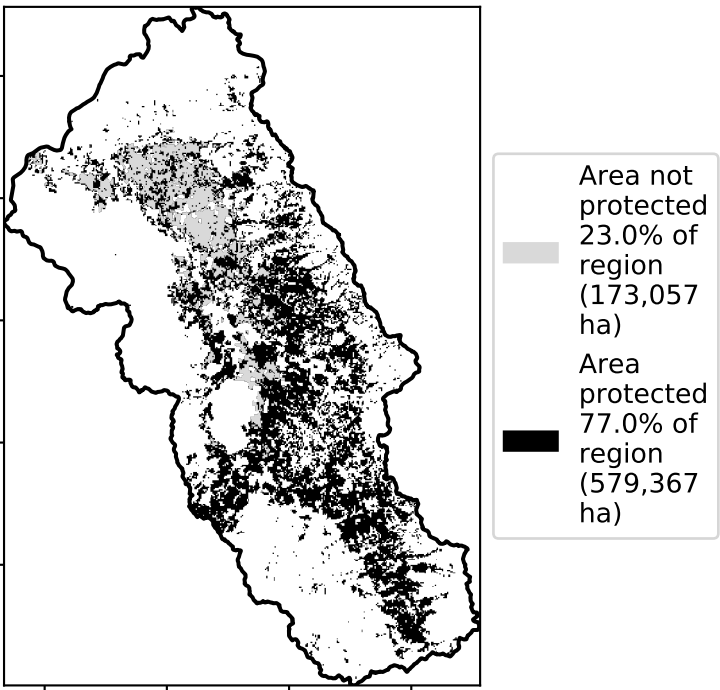 Area not
protected
23.0% of
region
(173,057
ha)
Area
protected
77.0% of
region
(579,367
ha)